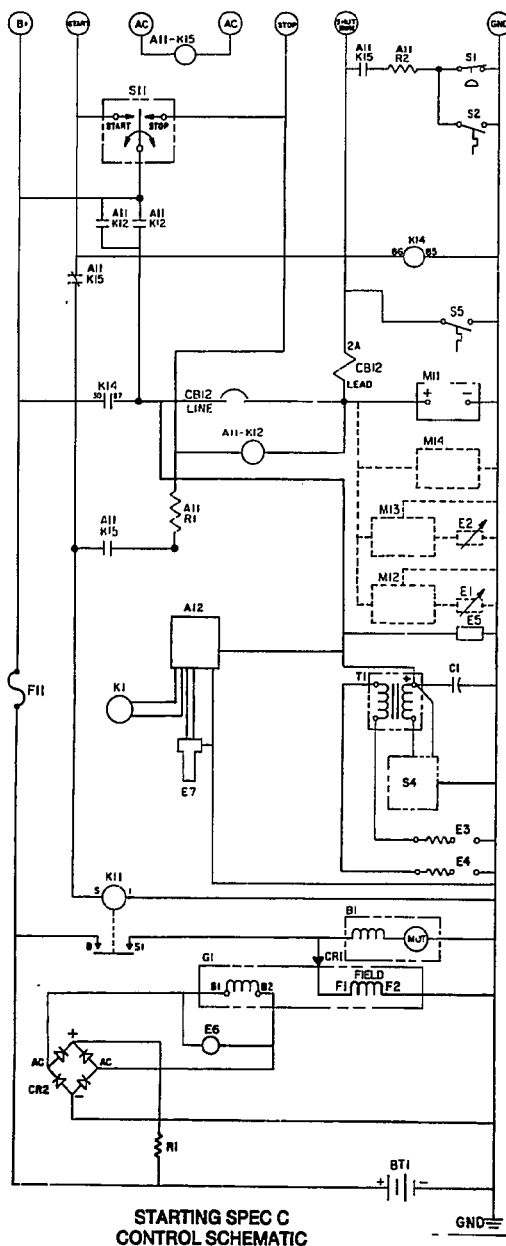 B+
START
AC
AC
STOP
SHUT DOWN
GND
A11-K15
A11
K15
A11
R2
S1
S11
START
STOP
S2
A11
K12
A11
K12
K14
B6
B5
A11
K15
S5
2A
CB12
LEAD
K14
30
87
CB12
LINE
M11
+
-
A11-K12
M14
A11
R1
M13
E2
A11
K15
M12
E1
E5
A12
F11
T1
+
C1
K1
E7
S4
E3
E4
K11
S
I
B
S1
B1
MOT
CR1
G1
FIELD
B1
B2
F1
F2
E6
+
AC
AC
CR2
-
R1
BT1
+
-
STARTING SPEC C
CONTROL SCHEMATIC
GND